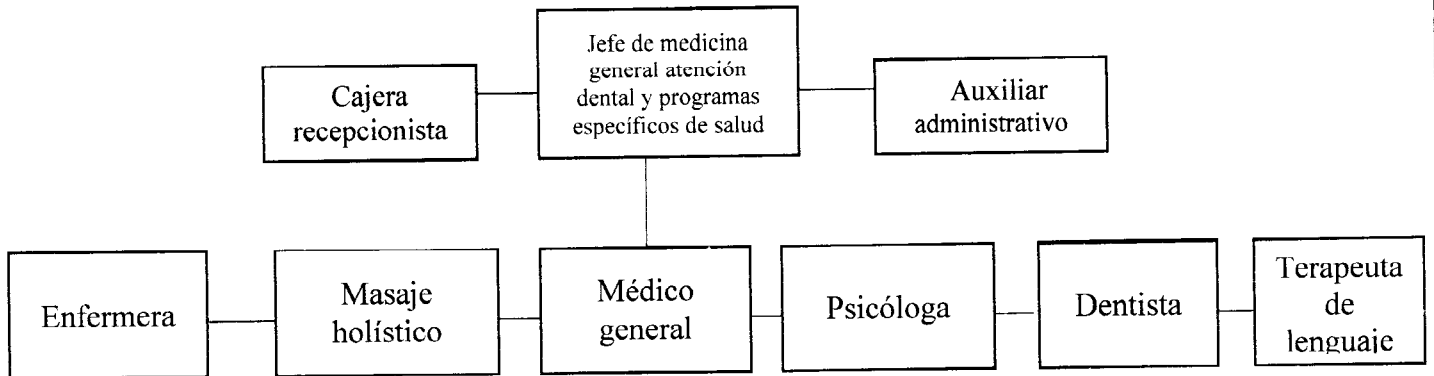 Jefe de medicina
general atención
dental y programas
específicos de salud
Cajera
recepcionista
Auxiliar
administrativo
Enfermera
Masaje
holístico
Médico
general
Psicóloga
Dentista
Terapeuta
de
lenguaje